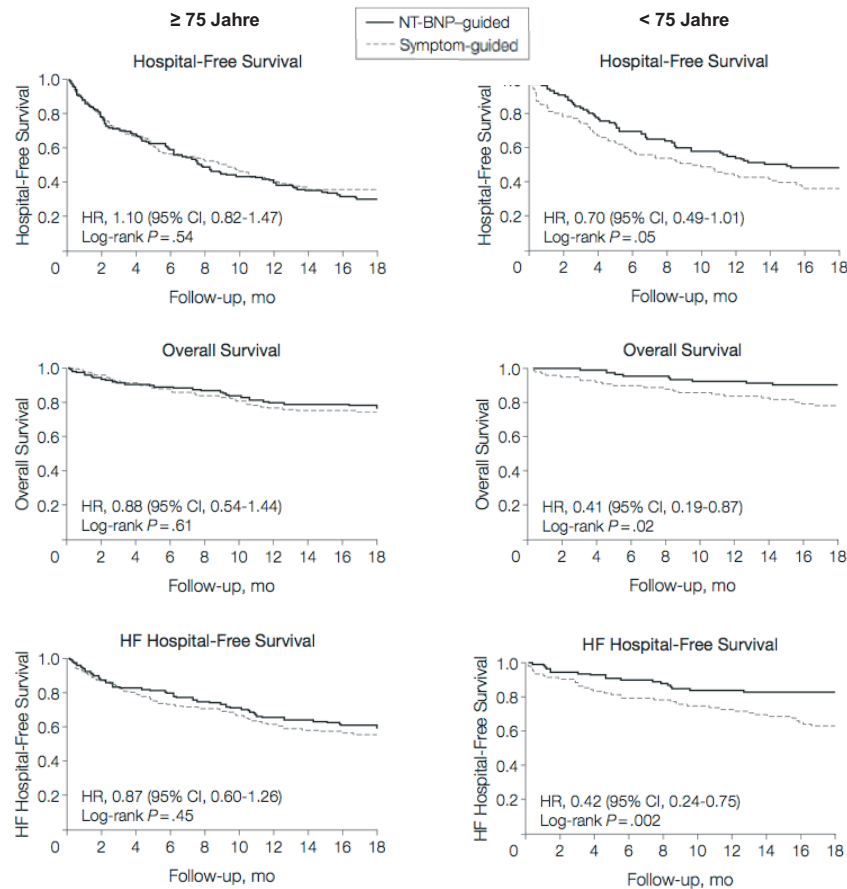 ≥ 75 Jahre
NT-BNP–guided
Symptom-guided
< 75 Jahre
Hospital-Free Survival
1.0
0.8
0.6
0.4
0.2
Hospital-Free Survival
HR, 1.10 (95% CI, 0.82-1.47)
Log-rank P = .54
0 2 4 6 8 10 12 14 16 18
Follow-up, mo
Hospital-Free Survival
0.8
0.6
0.4
0.2
Hospital-Free Survival
HR, 0.70 (95% CI, 0.49-1.01)
Log-rank P = .05
0 2 4 6 8 10 12 14 16 18
Follow-up, mo
Overall Survival
1.0
0.8
0.6
0.4
0.2
Overall Survival
HR, 0.88 (95% CI, 0.54-1.44)
Log-rank P = .61
0 2 4 6 8 10 12 14 16 18
Follow-up, mo
Overall Survival
1.0
0.8
0.6
0.4
0.2
Overall Survival
HR, 0.41 (95% CI, 0.19-0.87)
Log-rank P = .02
0 2 4 6 8 10 12 14 16 18
Follow-up, mo
HF Hospital-Free Survival
1.0
0.8
0.6
0.4
0.2
HF Hospital-Free Survival
HR, 0.87 (95% CI, 0.60-1.26)
Log-rank P = .45
0 2 4 6 8 10 12 14 16 18
Follow-up, mo
HF Hospital-Free Survival
1.0
0.8
0.6
0.4
0.2
HF Hospital-Free Survival
HR, 0.42 (95% CI, 0.24-0.75)
Log-rank P = .002
0 2 4 6 8 10 12 14 16 18
Follow-up, mo